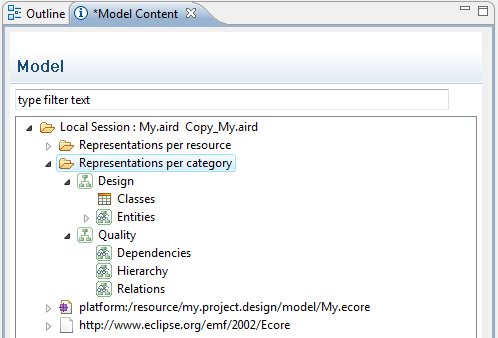 Outline *Model Content
Model
type filter text
Local Session : My.aird Copy_My.aird
Representations per resource
Representations per category
Design
Classes
Entities
Quality
Dependencies
Hierarchy
Relations
platform:/resource/my.project.design/model/My.ecore
http://www.eclipse.org/emf/2002/Ecore